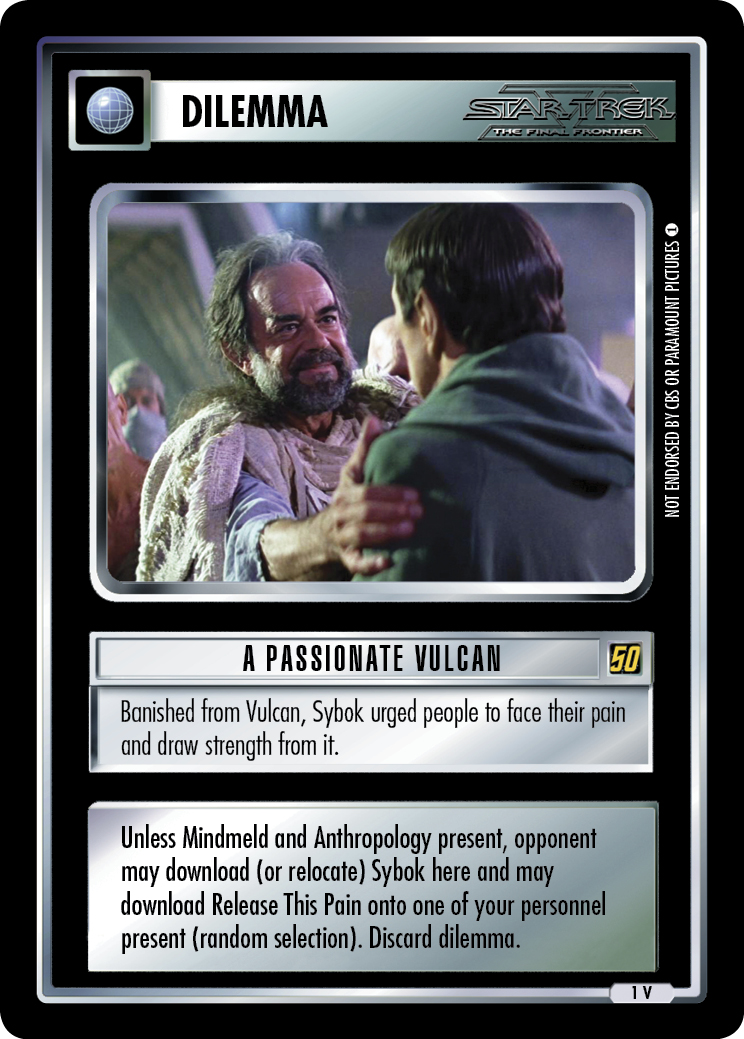 DILEMMA
STAR TREK
V
THE FINAL FRONTIER
NOT ENDORSED BY CBS OR PARAMOUNT PICTURES 1
A PASSIONATE VULCAN
50
Banished from Vulcan, Sybok urged people to face their pain
and draw strength from it.
Unless Mindmeld and Anthropology present, opponent
may download (or relocate) Sybok here and may
download Release This Pain onto one of your personnel
present (random selection). Discard dilemma.
1 V